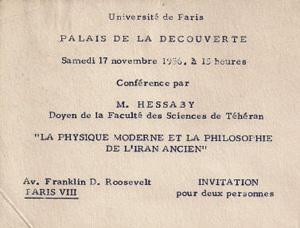 Université de Paris
PALAIS DE LA DECOUVERTE
Samedi 17 novembre 1956, à 15 heures
Conférence par
M. HESSABY
Doyen de la Faculté des Sciences de Téhéran
"LA PHYSIQUE MODERNE ET LA PHILOSOPHIE
DE L'IRAN ANCIEN"
Av. Franklin D. Roosevelt
PARIS VIII
INVITATION
pour deux personnes